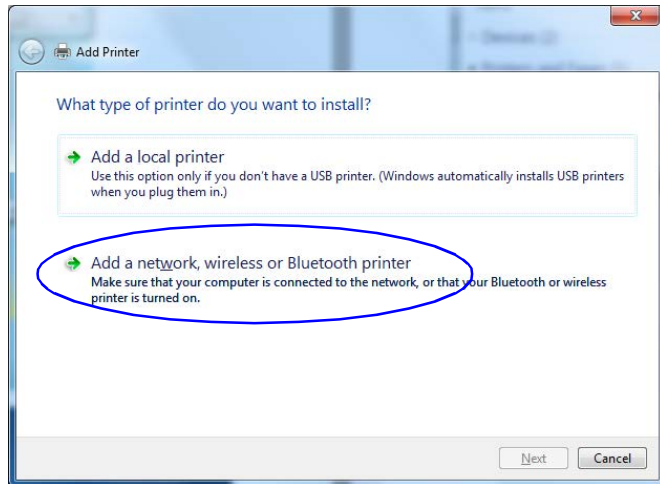 Add Printer
What type of printer do you want to install?
Add a local printer
Use this option only if you don't have a USB printer. (Windows automatically installs USB printers
when you plug them in.)
Add a network, wireless or Bluetooth printer
Make sure that your computer is connected to the network, or that your Bluetooth or wireless
printer is turned on.
Next
Cancel